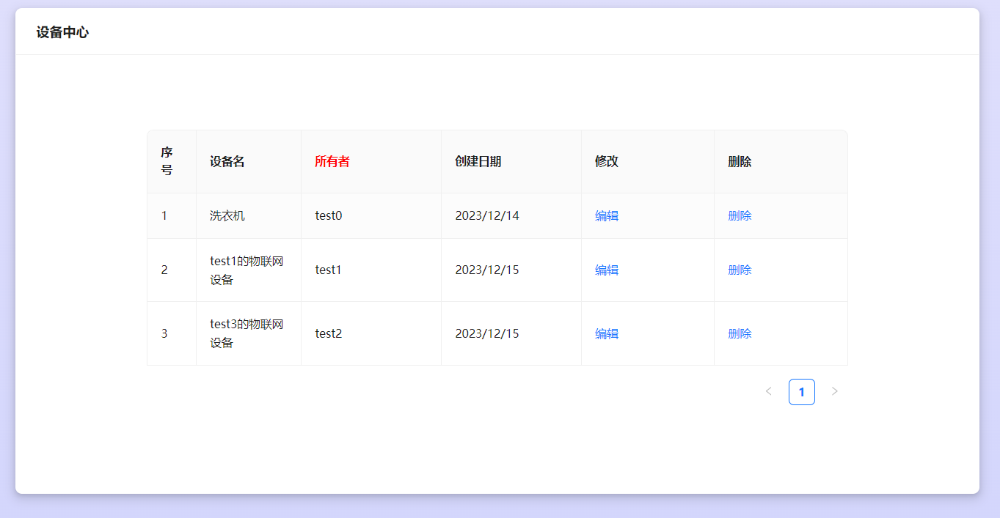 设备中心
序号 设备名 所有者 创建日期 修改 删除
1 洗衣机 test0 2023/12/14 编辑 删除
2 test1的物联网设备 test1 2023/12/15 编辑 删除
3 test3的物联网设备 test2 2023/12/15 编辑 删除
1